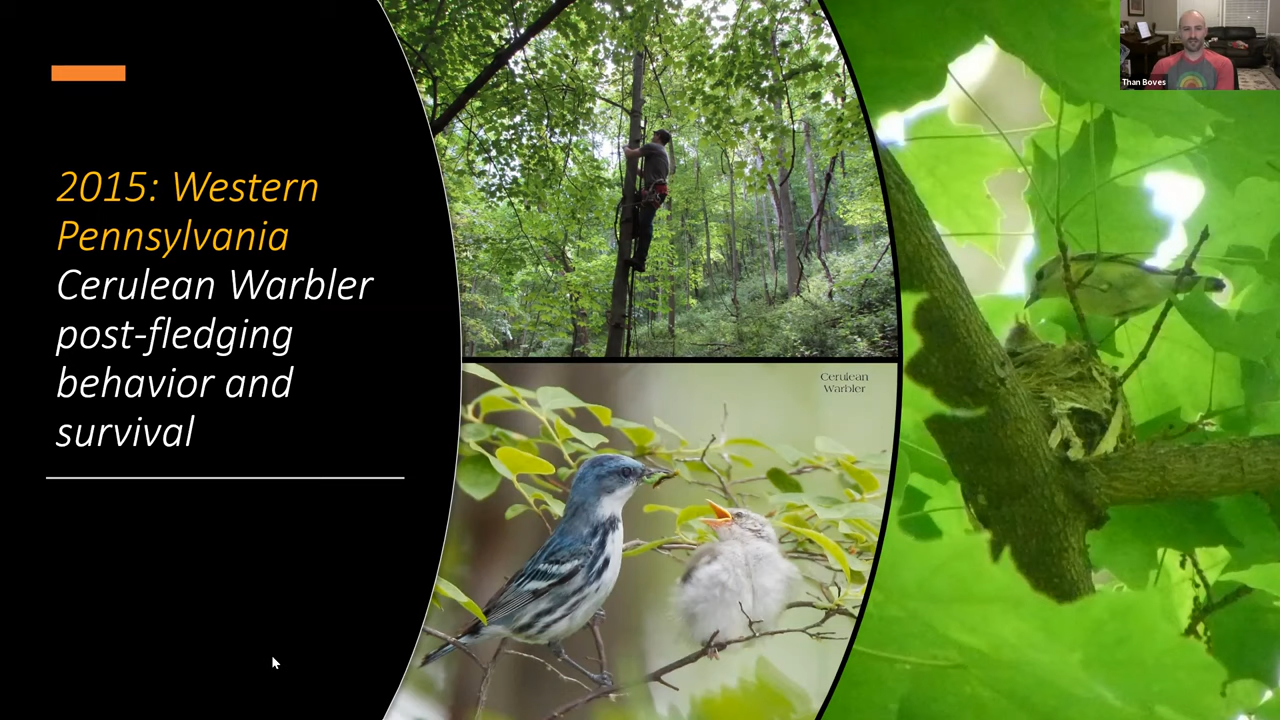 2015: Western
Pennsylvania
Cerulean Warbler
post-fledging
behavior and
survival
Cerulean
Warbler
Than Boves